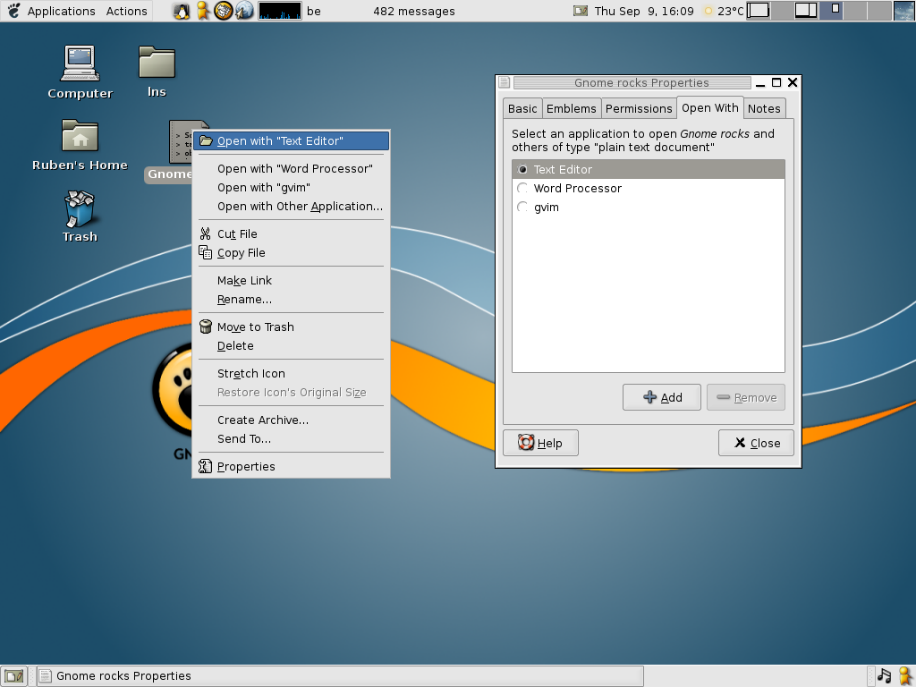 Applications Actions be 482 messages Thu Sep 9, 16:09 23°C
Computer
Ins
Ruben's Home
Gnome
Trash
Open with "Text Editor"
Open with "Word Processor"
Open with "gvim"
Open with Other Application...
Cut File
Copy File
Make Link
Rename...
Move to Trash
Delete
Stretch Icon
Restore Icon's Original Size
Create Archive...
Send To...
Properties
Gnome rocks Properties
Basic Emblems Permissions Open With Notes
Select an application to open Gnome rocks and
others of type "plain text document"
Text Editor
Word Processor
gvim
Add Remove
Help Close
Gnome rocks Properties